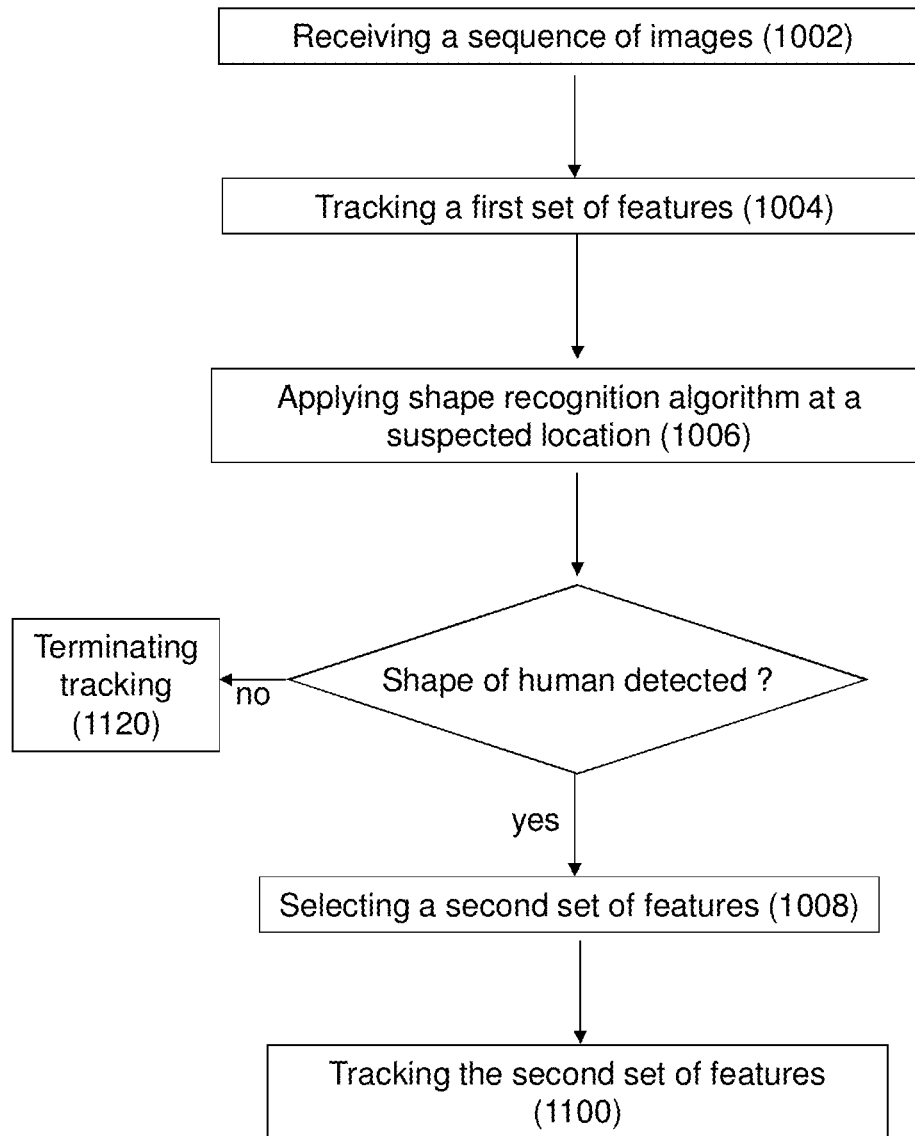 Receiving a sequence of images (1002)
Tracking a first set of features (1004)
Applying shape recognition algorithm at a
suspected location (1006)
Shape of human detected ?
Terminating
tracking
(1120)
no
yes
Selecting a second set of features (1008)
Tracking the second set of features
(1100)